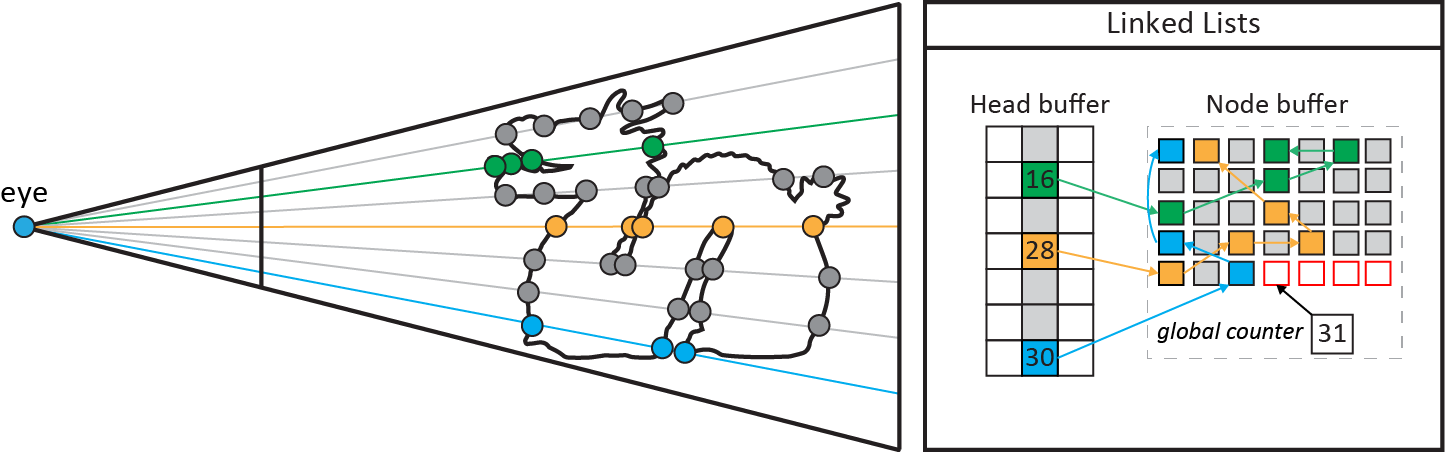 eye
Linked Lists
Head buffer
Node buffer
16
28
30
global counter 31